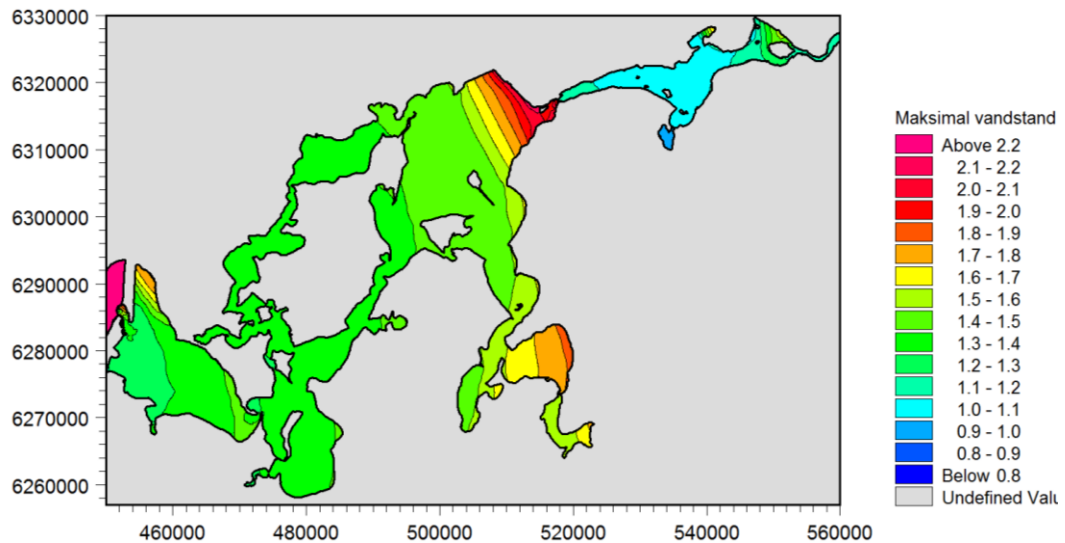 6330000
6320000
6310000
6300000
6290000
6280000
6270000
6260000
460000 480000 500000 520000 540000 560000
Maksimal vandstand
Above 2.2
2.1 - 2.2
2.0 - 2.1
1.9 - 2.0
1.8 - 1.9
1.7 - 1.8
1.6 - 1.7
1.5 - 1.6
1.4 - 1.5
1.3 - 1.4
1.2 - 1.3
1.1 - 1.2
1.0 - 1.1
0.9 - 1.0
0.8 - 0.9
Below 0.8
Undefined Valu